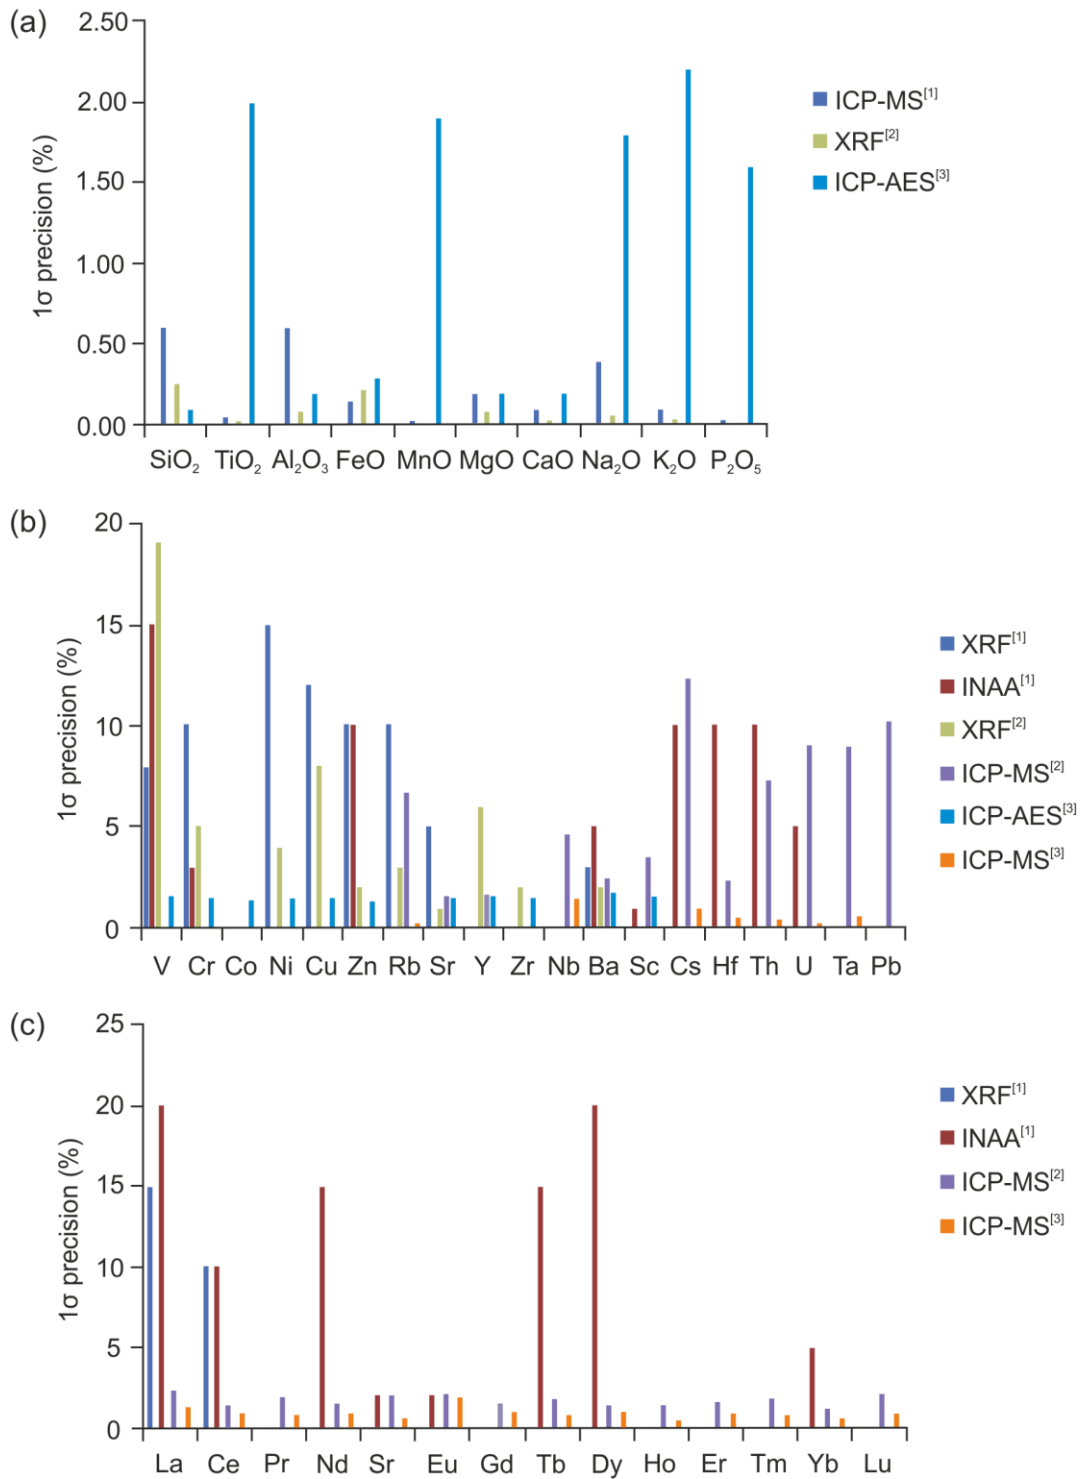 (a)
1σ precision (%)
2.50
2.00
1.50
1.00
0.50
0.00
SiO₂ TiO₂ Al₂O₃ FeO MnO MgO CaO Na₂O K₂O P₂O₅
ICP-MS[1]
XRF[2]
ICP-AES[3]
(b)
1σ precision (%)
20
15
10
5
0
V Cr Co Ni Cu Zn Rb Sr Y Zr Nb Ba Sc Cs Hf Th U Ta Pb
XRF[1]
INAA[1]
XRF[2]
ICP-MS[2]
ICP-AES[3]
ICP-MS[3]
(c)
1σ precision (%)
25
20
15
10
5
0
La Ce Pr Nd Sr Eu Gd Tb Dy Ho Er Tm Yb Lu
XRF[1]
INAA[1]
ICP-MS[2]
ICP-MS[3]